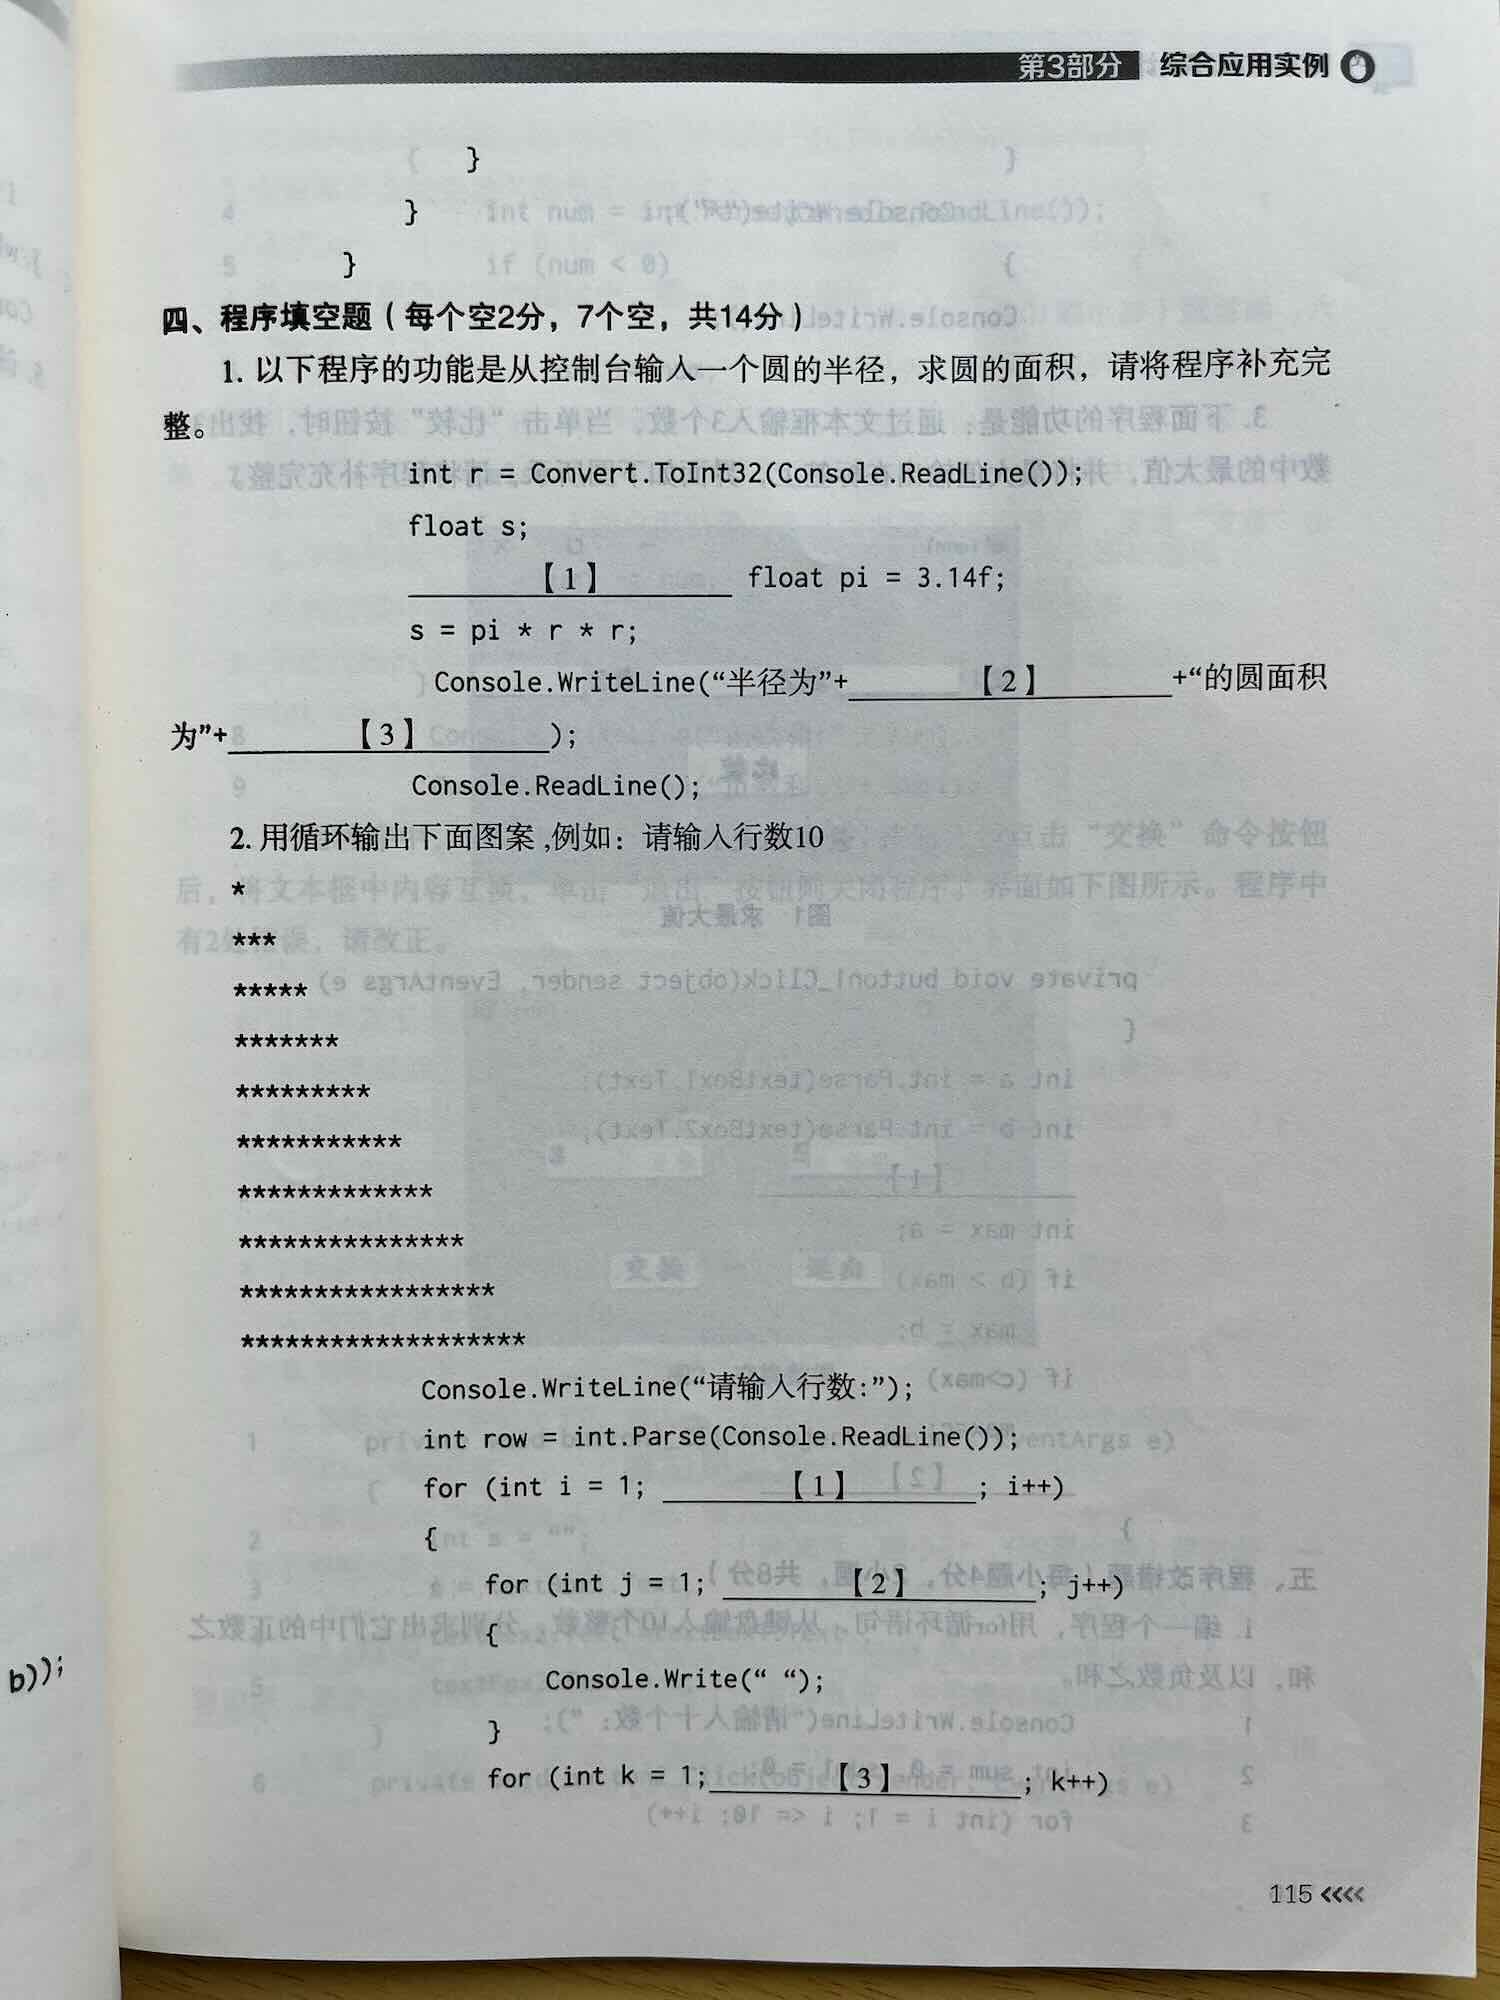 第3部分 综合应用实例
}
}
}
四、程序填空题（每个空2分，7个空，共14分）
1. 以下程序的功能是从控制台输入一个圆的半径，求圆的面积，请将程序补充完
整。
int r = Convert.ToInt32(Console.ReadLine());
float s;
【1】 float pi = 3.14f;
s = pi * r * r;
Console.WriteLine(“半径为”+【2】+“的圆面积
为”+【3】);
Console.ReadLine();
2. 用循环输出下面图案,例如：请输入行数10
*
***
*****
*******
*********
***********
*************
***************
*****************
*******************
Console.WriteLine(“请输入行数:”);
int row = int.Parse(Console.ReadLine());
for (int i = 1; 【1】; i++)
{
for (int j = 1; 【2】; j++)
{
Console.Write(“ “);
}
for (int k = 1;【3】; k++)
b));
115